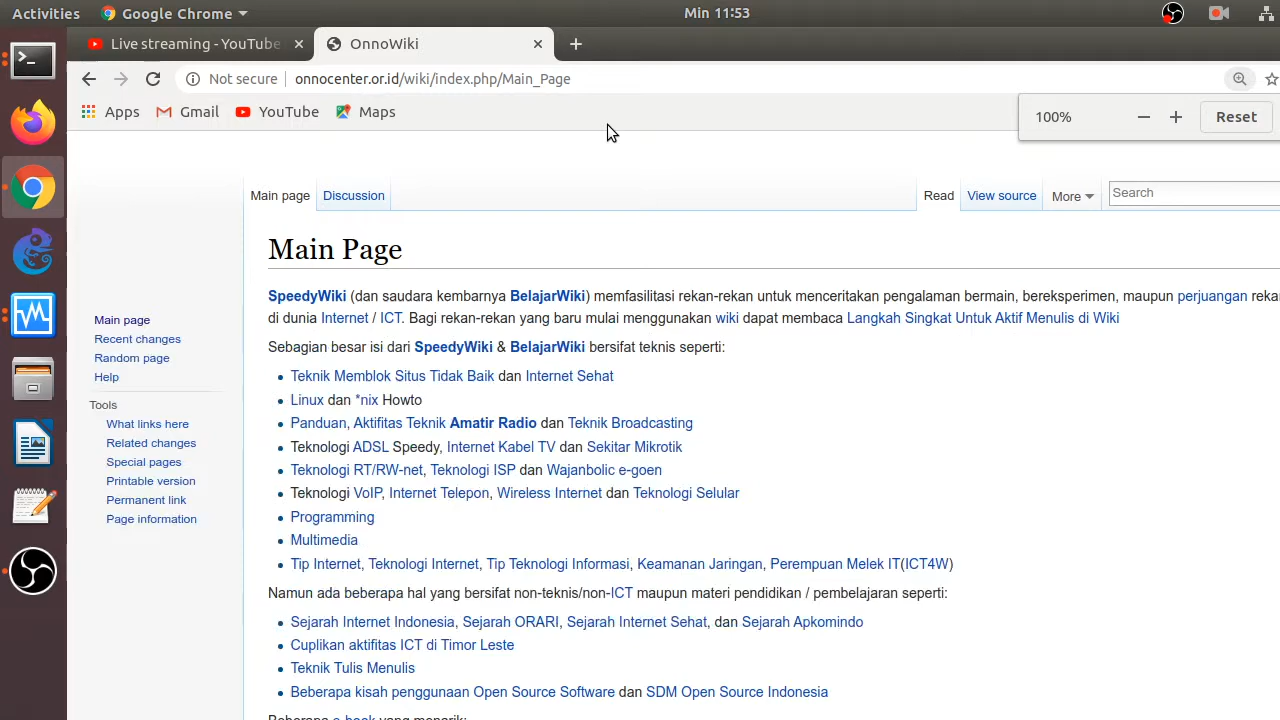 Activities Google Chrome Min 11:53
Live streaming - YouTube OnnoWiki
Not secure onnocenter.or.id/wiki/index.php/Main_Page
Apps Gmail YouTube Maps
100% Reset
Main page Discussion Read View source More Search
Main Page
SpeedyWiki (dan saudara kembarnya BelajarWiki) memfasilitasi rekan-rekan untuk menceritakan pengalaman bermain, bereksperimen, maupun perjuangan
di dunia Internet / ICT. Bagi rekan-rekan yang baru mulai menggunakan wiki dapat membaca Langkah Singkat Untuk Aktif Menulis di Wiki
Sebagian besar isi dari SpeedyWiki & BelajarWiki bersifat teknis seperti:
Teknik Memblok Situs Tidak Baik dan Internet Sehat
Linux dan *nix Howto
Panduan, Aktifitas Teknik Amatir Radio dan Teknik Broadcasting
Teknologi ADSL Speedy, Internet Kabel TV dan Sekitar Mikrotik
Teknologi RT/RW-net, Teknologi ISP dan Wajanbolic e-goen
Teknologi VoIP, Internet Telepon, Wireless Internet dan Teknologi Selular
Programming
Multimedia
Tip Internet, Teknologi Internet, Tip Teknologi Informasi, Keamanan Jaringan, Perempuan Melek IT(ICT4W)
Namun ada beberapa hal yang bersifat non-teknis/non-ICT maupun materi pendidikan / pembelajaran seperti:
Sejarah Internet Indonesia, Sejarah ORARI, Sejarah Internet Sehat, dan Sejarah Apkomindo
Cuplikan aktifitas ICT di Timor Leste
Teknik Tulis Menulis
Beberapa kisah penggunaan Open Source Software dan SDM Open Source Indonesia
Beberapa e-book yang menarik:
Main page
Recent changes
Random page
Help
Tools
What links here
Related changes
Special pages
Printable version
Permanent link
Page information